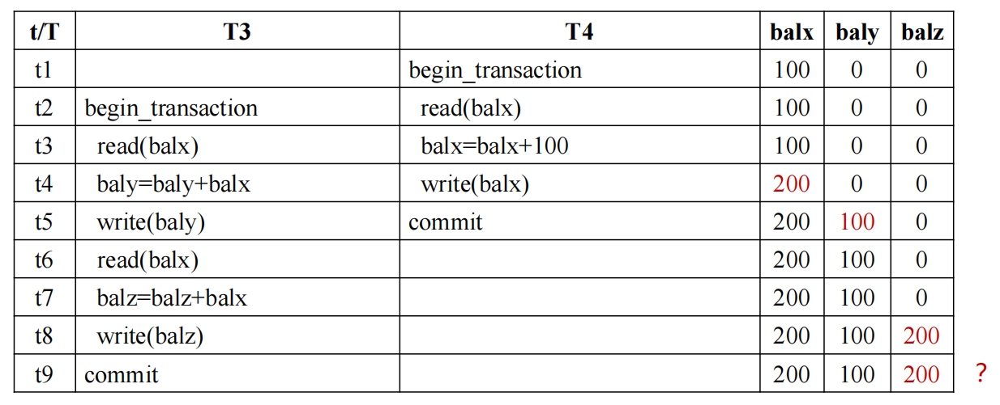 t/T T3 T4 balx baly balz
t1 begin_transaction 100 0 0
t2 begin_transaction read(balx) 100 0 0
t3 read(balx) balx=balx+100 100 0 0
t4 baly=baly+balx write(balx) 200 0 0
t5 write(baly) commit 200 100 0
t6 read(balx) 200 100 0
t7 balz=balz+balx 200 100 0
t8 write(balz) 200 100 200
t9 commit 200 100 200 ?